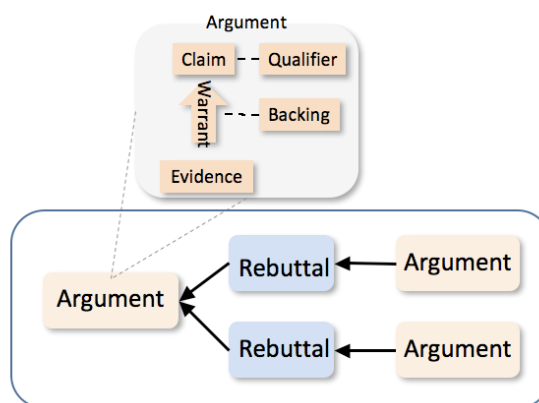 Argument
Claim
Qualifier
Warrant
Backing
Evidence
Argument
Rebuttal
Argument
Rebuttal
Argument